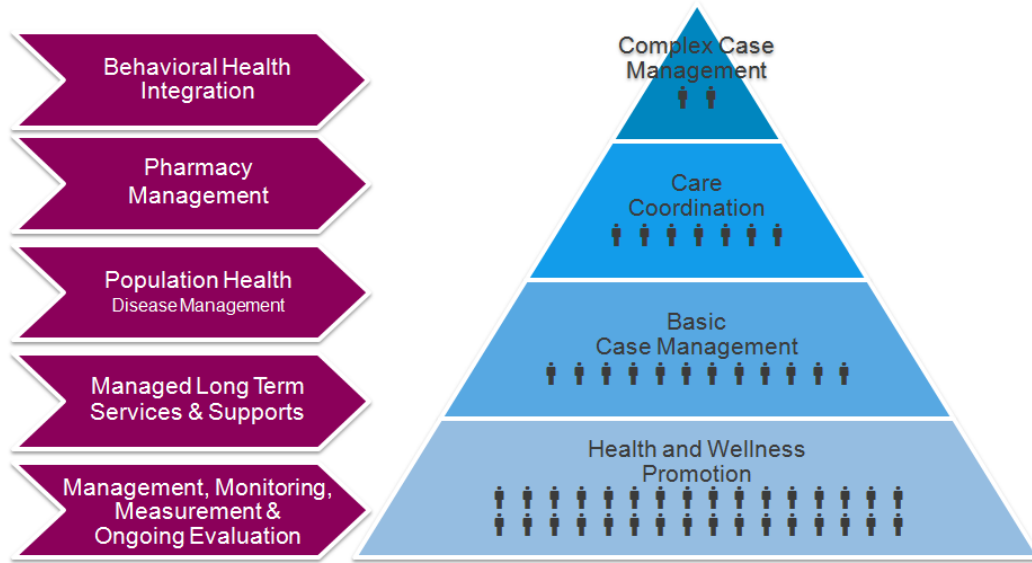 Behavioral Health
Integration
Pharmacy
Management
Population Health
Disease Management
Managed Long Term
Services & Supports
Management, Monitoring,
Measurement &
Ongoing Evaluation
Complex Case
Management
Care
Coordination
Basic
Case Management
Health and Wellness
Promotion